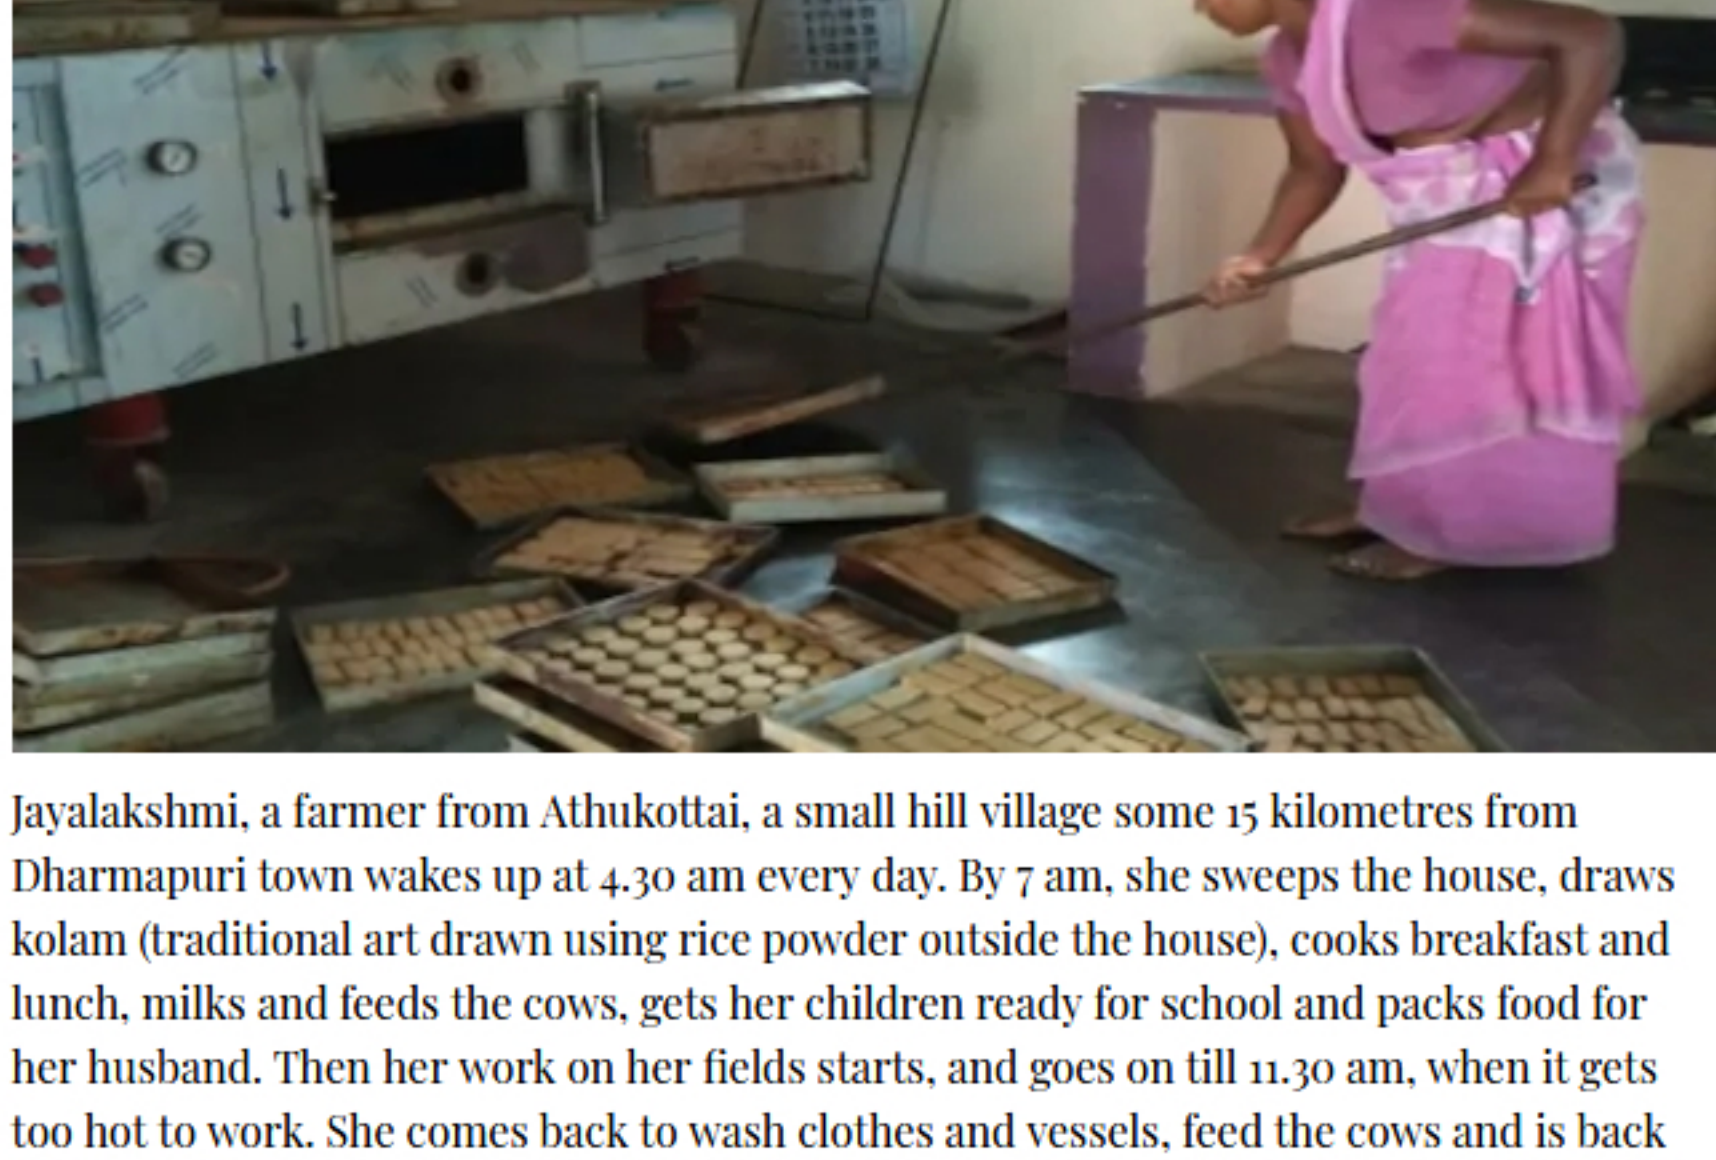 Jayalakshmi, a farmer from Athukottai, a small hill village some 15 kilometres from
Dharmapuri town wakes up at 4.30 am every day. By 7 am, she sweeps the house, draws
kolam (traditional art drawn using rice powder outside the house), cooks breakfast and
lunch, milks and feeds the cows, gets her children ready for school and packs food for
her husband. Then her work on her fields starts, and goes on till 11.30 am, when it gets
too hot to work. She comes back to wash clothes and vessels, feed the cows and is back